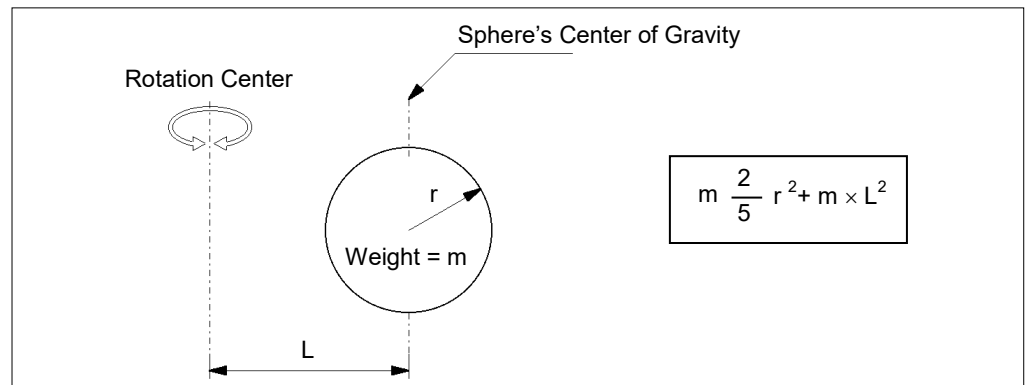 Sphere's Center of Gravity
Rotation Center
r
m 2/5 r² + m × L²
Weight = m
L